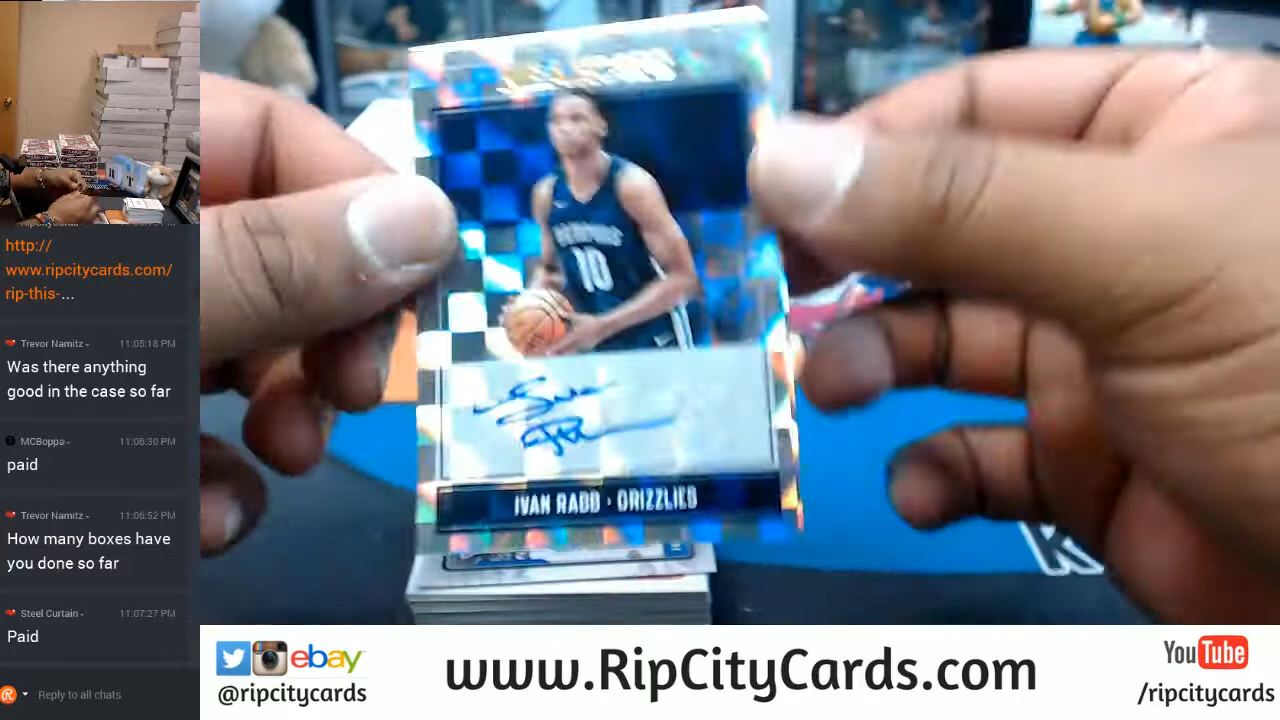 http://
www.ripcitycards.com/
rip-this-...
Trevor Namitz - 11:05:18 PM
Was there anything
good in the case so far
MCBoppa - 11:06:30 PM
paid
Trevor Namitz - 11:06:52 PM
How many boxes have
you done so far
Steel Curtain - 11:07:27 PM
Paid
Reply to all chats
MEMPHIS
10
IVAN RABB · GRIZZLIES
ebay
@ripcitycards
www.RipCityCards.com
YouTube
/ripcitycards